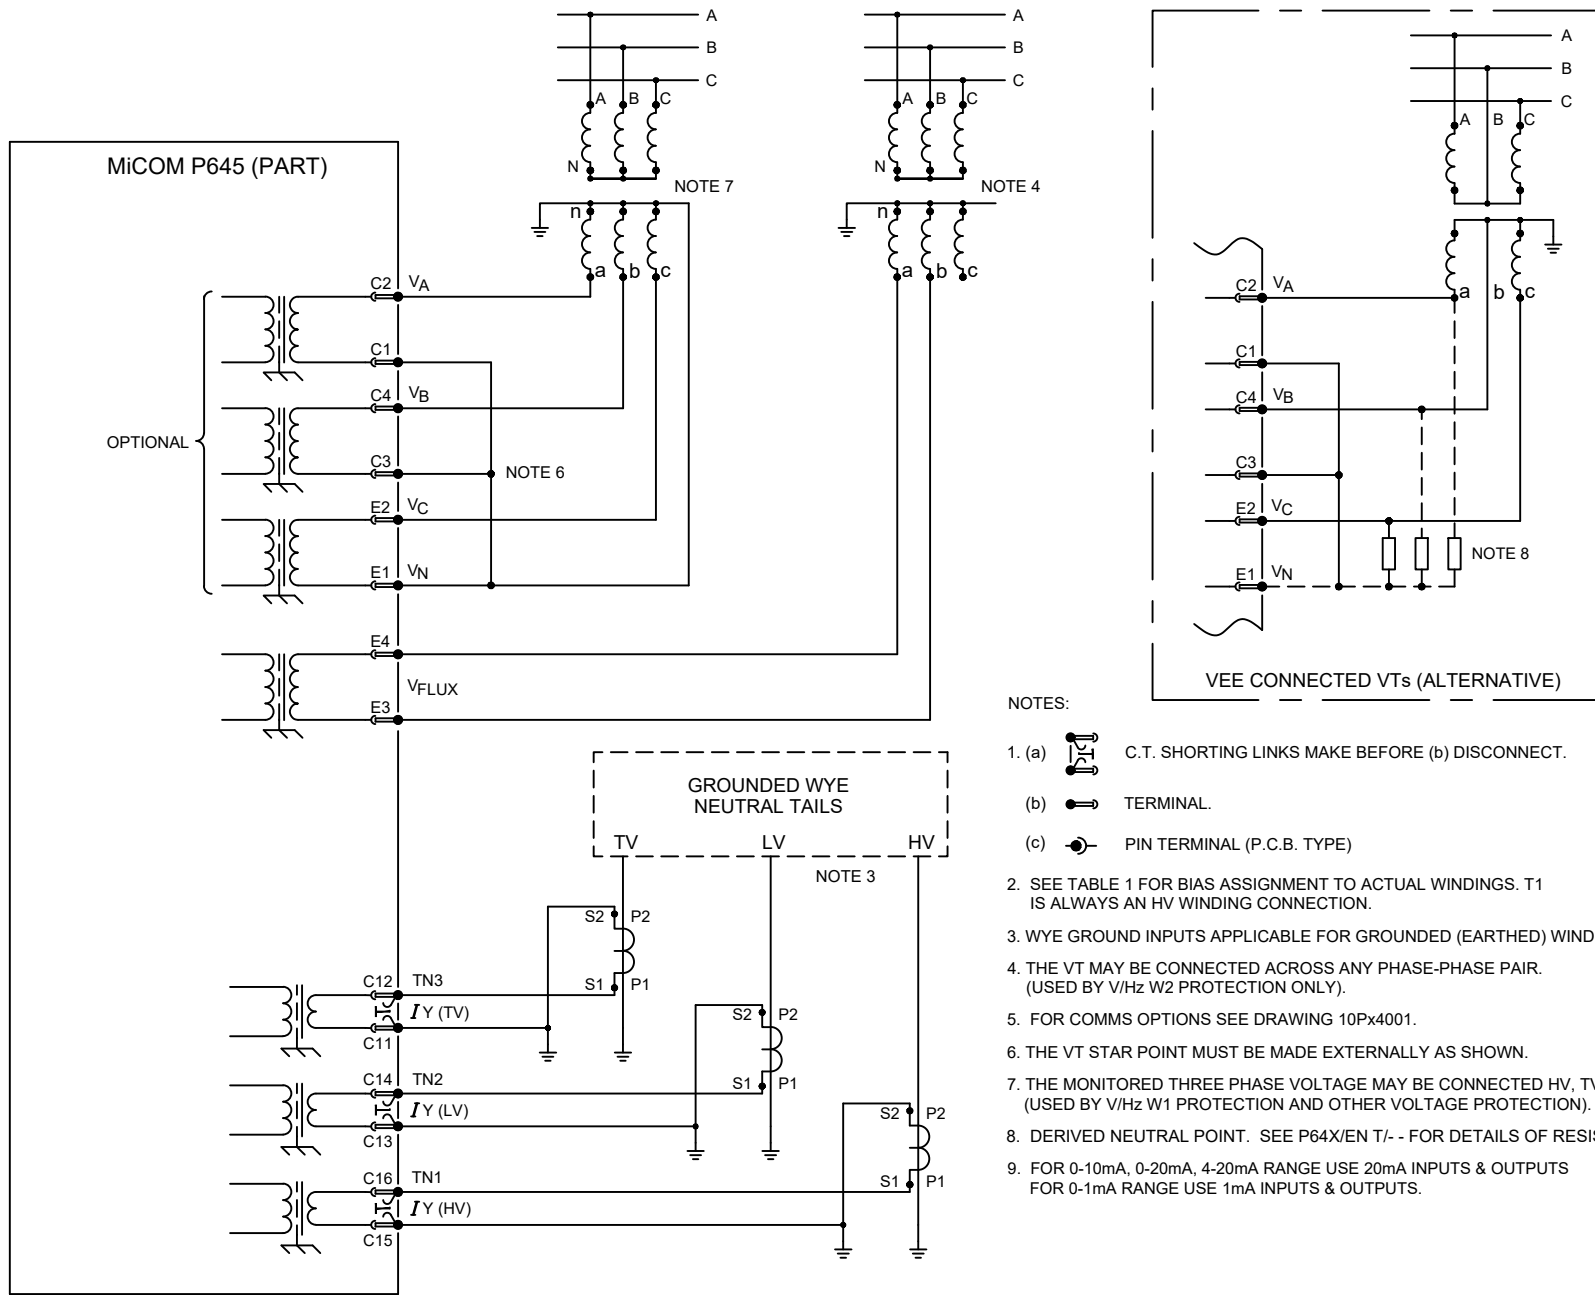 A
B
C
A B C
N
NOTE 7
n
a b c
A
B
C
A B C
N
NOTE 4
n
a b c
A
B
C
A B C
a b c
C2 VA
C1
C4 VB
C3
E2 VC
E1 VN
NOTE 8
VEE CONNECTED VTs (ALTERNATIVE)
MiCOM P645 (PART)
OPTIONAL
C2 VA
C1
C4 VB
C3
NOTE 6
E2 VC
E1 VN
E4
VFLUX
E3
GROUNDED WYE
NEUTRAL TAILS
TV LV HV
NOTE 3
S2 P2
S1 P1
C12 TN3
IY (TV)
C11
S2 P2
S1 P1
C14 TN2
IY (LV)
C13
S2 P2
S1 P1
C16 TN1
IY (HV)
C15
NOTES:
1. (a) C.T. SHORTING LINKS MAKE BEFORE (b) DISCONNECT.
(b) TERMINAL.
(c) PIN TERMINAL (P.C.B. TYPE)
2. SEE TABLE 1 FOR BIAS ASSIGNMENT TO ACTUAL WINDINGS. T1
IS ALWAYS AN HV WINDING CONNECTION.
3. WYE GROUND INPUTS APPLICABLE FOR GROUNDED (EARTHED) WIND
4. THE VT MAY BE CONNECTED ACROSS ANY PHASE-PHASE PAIR.
(USED BY V/Hz W2 PROTECTION ONLY).
5. FOR COMMS OPTIONS SEE DRAWING 10Px4001.
6. THE VT STAR POINT MUST BE MADE EXTERNALLY AS SHOWN.
7. THE MONITORED THREE PHASE VOLTAGE MAY BE CONNECTED HV, TV
(USED BY V/Hz W1 PROTECTION AND OTHER VOLTAGE PROTECTION).
8. DERIVED NEUTRAL POINT. SEE P64X/EN T/- - FOR DETAILS OF RESIS
9. FOR 0-10mA, 0-20mA, 4-20mA RANGE USE 20mA INPUTS & OUTPUTS
FOR 0-1mA RANGE USE 1mA INPUTS & OUTPUTS.